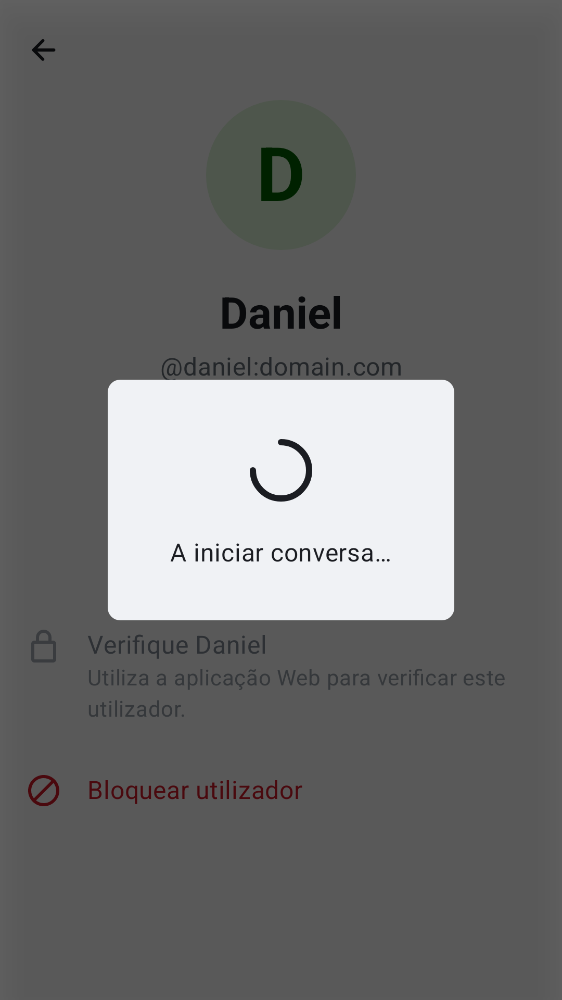 D
Daniel
@daniel:domain.com
A iniciar conversa…
Verifique Daniel
Utiliza a aplicação Web para verificar este
utilizador.
Bloquear utilizador